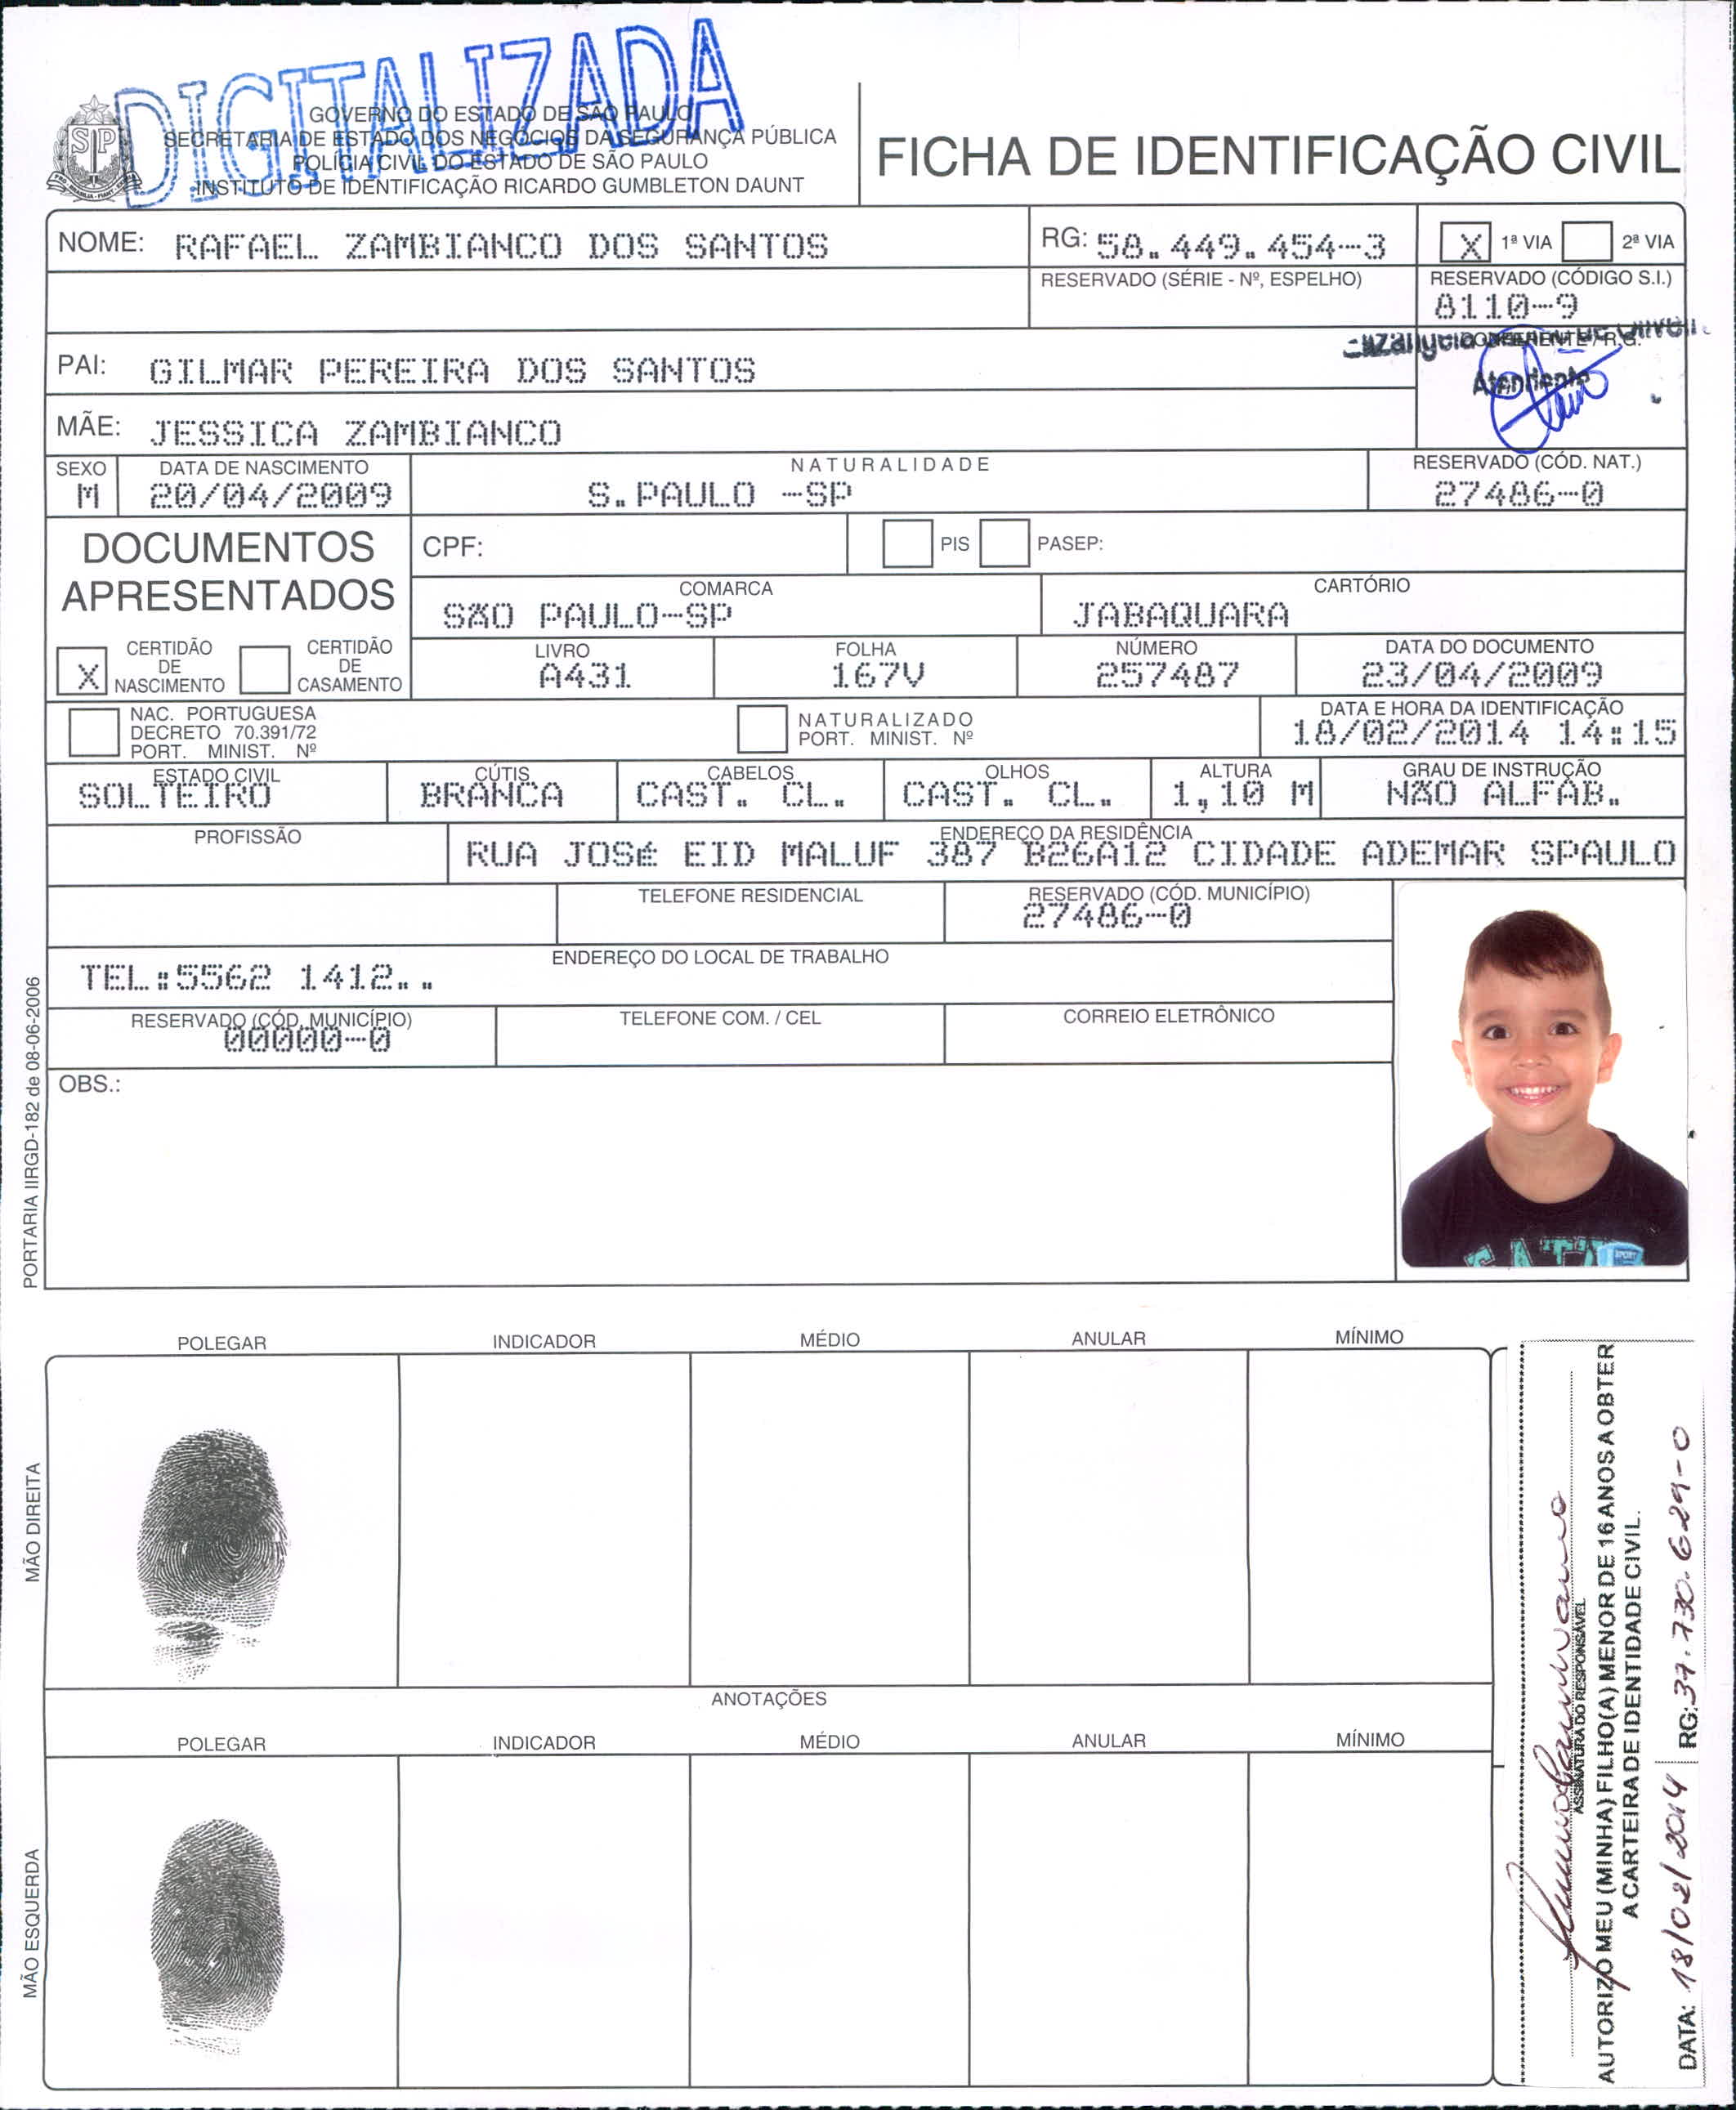 DIGITALIZADA
GOVERNO DO ESTADO DE SÃO PAULO
SECRETARIA DE ESTADO DOS NEGÓCIOS DA SEGURANÇA PÚBLICA
POLÍCIA CIVIL DO ESTADO DE SÃO PAULO
INSTITUTO DE IDENTIFICAÇÃO RICARDO GUMBLETON DAUNT
FICHA DE IDENTIFICAÇÃO CIVIL
NOME: RAFAEL ZAMBIANCO DOS SANTOS
RG: 58.449.454-3
X 1ª VIA 2ª VIA
RESERVADO (SÉRIE - Nº, ESPELHO)
RESERVADO (CÓDIGO S.I.)
8110-9
PAI: GILMAR PEREIRA DOS SANTOS
CONFERENTE / R.G.
Atendente
MÃE: JESSICA ZAMBIANCO
SEXO
M
DATA DE NASCIMENTO
20/04/2009
NATURALIDADE
S.PAULO -SP
RESERVADO (CÓD. NAT.)
27486-0
DOCUMENTOS
APRESENTADOS
CPF:
PIS
PASEP:
COMARCA
SÃO PAULO-SP
CARTÓRIO
JABAQUARA
X CERTIDÃO
DE
NASCIMENTO
CERTIDÃO
DE
CASAMENTO
LIVRO
A431
FOLHA
167V
NÚMERO
257487
DATA DO DOCUMENTO
23/04/2009
NAC. PORTUGUESA
DECRETO 70.391/72
PORT. MINIST. Nº
NATURALIZADO
PORT. MINIST. Nº
DATA E HORA DA IDENTIFICAÇÃO
18/02/2014 14:15
ESTADO CIVIL
SOLTEIRO
CÚTIS
BRANCA
CABELOS
CAST. CL.
OLHOS
CAST. CL.
ALTURA
1,10 M
GRAU DE INSTRUÇÃO
NÃO ALFAB.
PROFISSÃO
ENDEREÇO DA RESIDÊNCIA
RUA JOSé EID MALUF 387 B26A12 CIDADE ADEMAR SPAULO
TELEFONE RESIDENCIAL
RESERVADO (CÓD. MUNICÍPIO)
27486-0
ENDEREÇO DO LOCAL DE TRABALHO
TEL:5562 1412..
RESERVADO (CÓD. MUNICÍPIO)
00000-0
TELEFONE COM. / CEL
CORREIO ELETRÔNICO
OBS.:
SPORT
PORTARIA IIRGD-182 de 08-06-2006
POLEGAR INDICADOR MÉDIO ANULAR MÍNIMO
MÃO DIREITA
ANOTAÇÕES
POLEGAR INDICADOR MÉDIO ANULAR MÍNIMO
MÃO ESQUERDA
ASSINATURA DO RESPONSÁVEL
AUTORIZO MEU (MINHA) FILHO(A) MENOR DE 16 ANOS A OBTER
A CARTEIRA DE IDENTIDADE CIVIL.
DATA: 18/02/2014 RG: 37.730.629-0